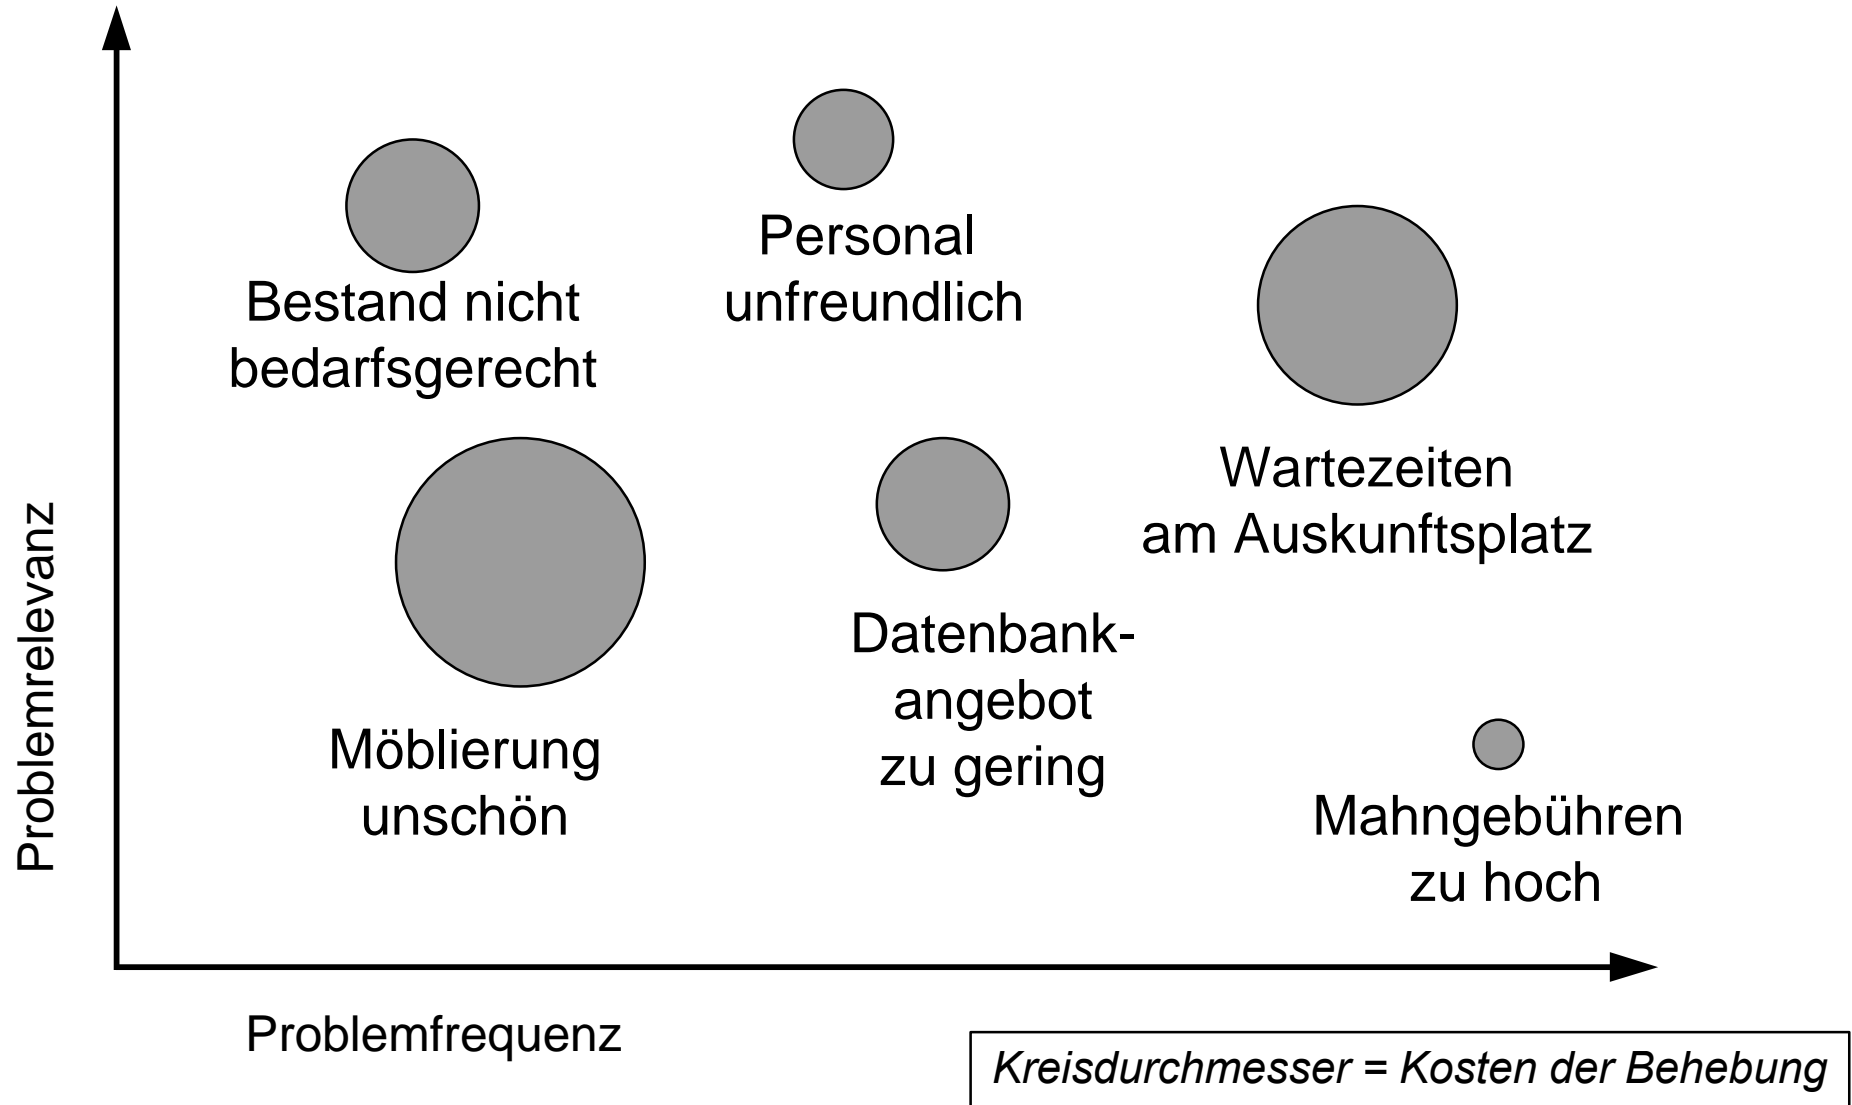 Personal
unfreundlich
Bestand nicht
bedarfsgerecht
Wartezeiten
am Auskunftsplatz
Problemrelevanz
Datenbank-
angebot
zu gering
Möblierung
unschön
Mahngebühren
zu hoch
Problemfrequenz
Kreisdurchmesser = Kosten der Behebung